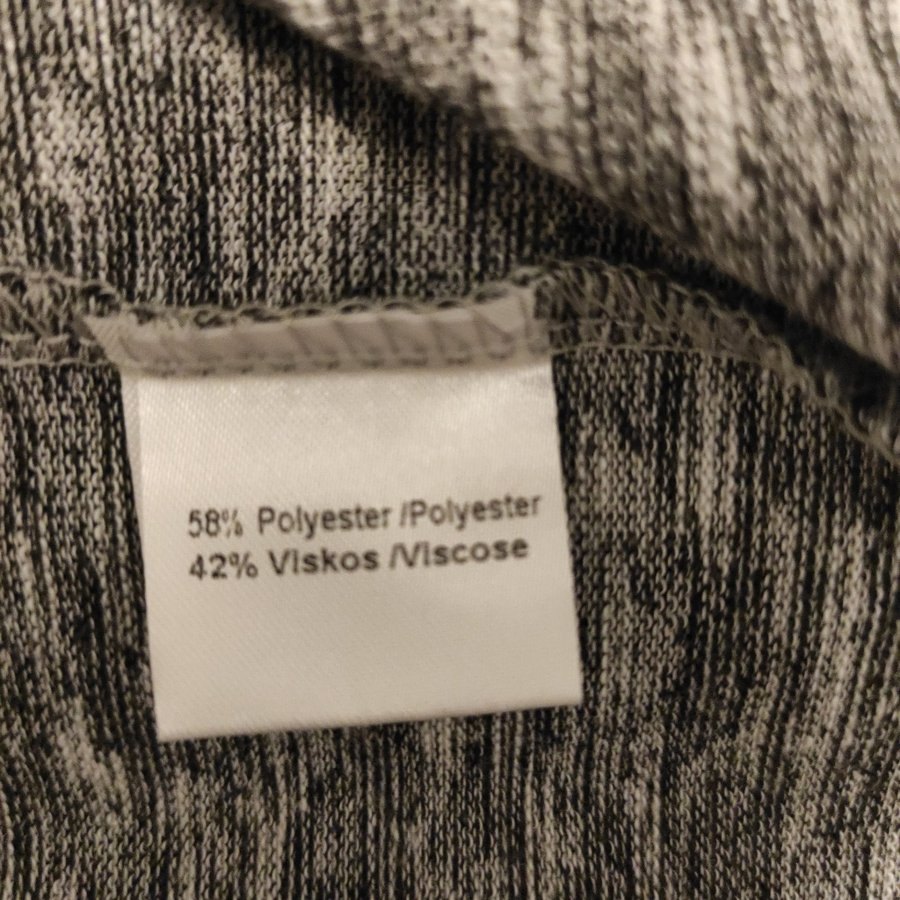 58% Polyester /Polyester
42% Viskos /Viscose